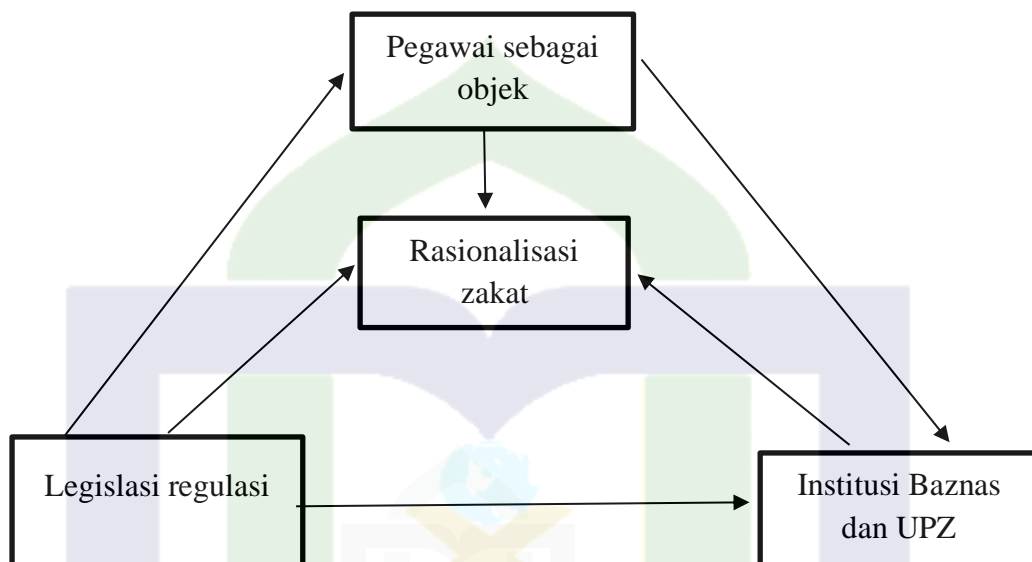 Pegawai sebagai
objek
Rasionalisasi
zakat
Legislasi regulasi
Institusi Baznas
dan UPZ